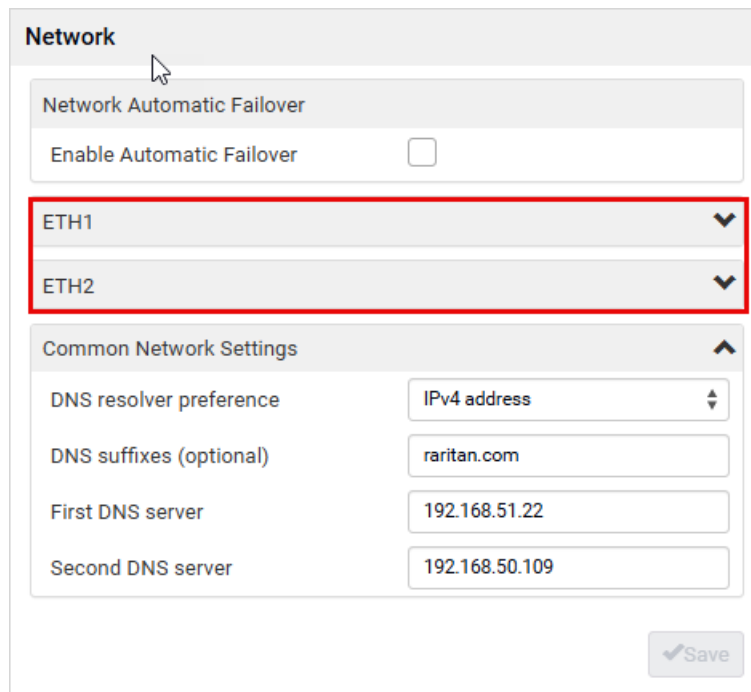 Network
Network Automatic Failover
Enable Automatic Failover
ETH1
ETH2
Common Network Settings
DNS resolver preference IPv4 address
DNS suffixes (optional) raritan.com
First DNS server 192.168.51.22
Second DNS server 192.168.50.109
Save